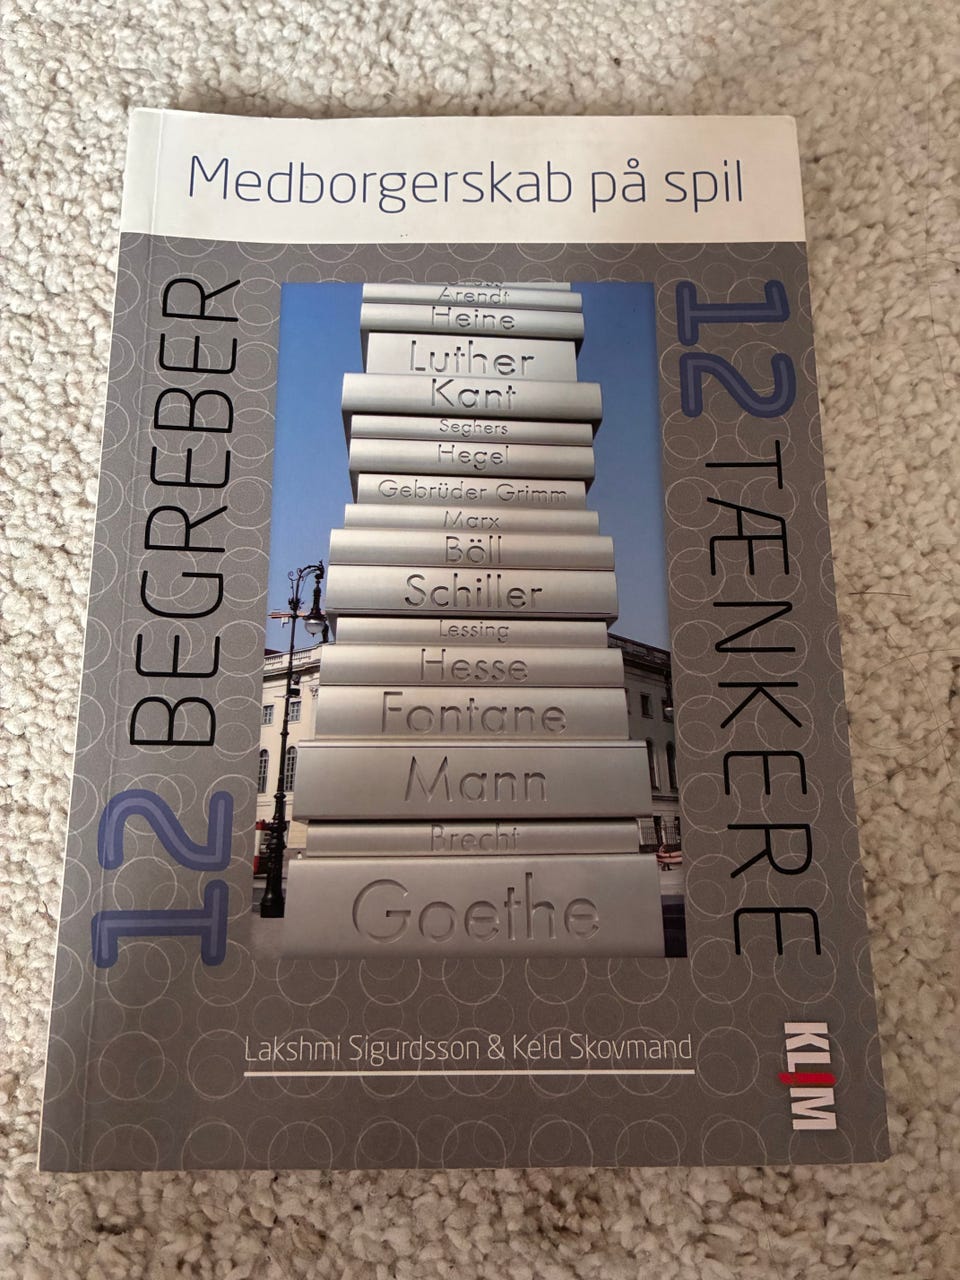 Medborgerskab på spil
12 BEGREBER
12 TÆNKERE
Arendt
Heine
Luther
Kant
Seghers
Hegel
Gebrüder Grimm
Marx
Böll
Schiller
Lessing
Hesse
Fontane
Mann
Brecht
Goethe
Lakshmi Sigurdsson & Keld Skovmand
KLIM